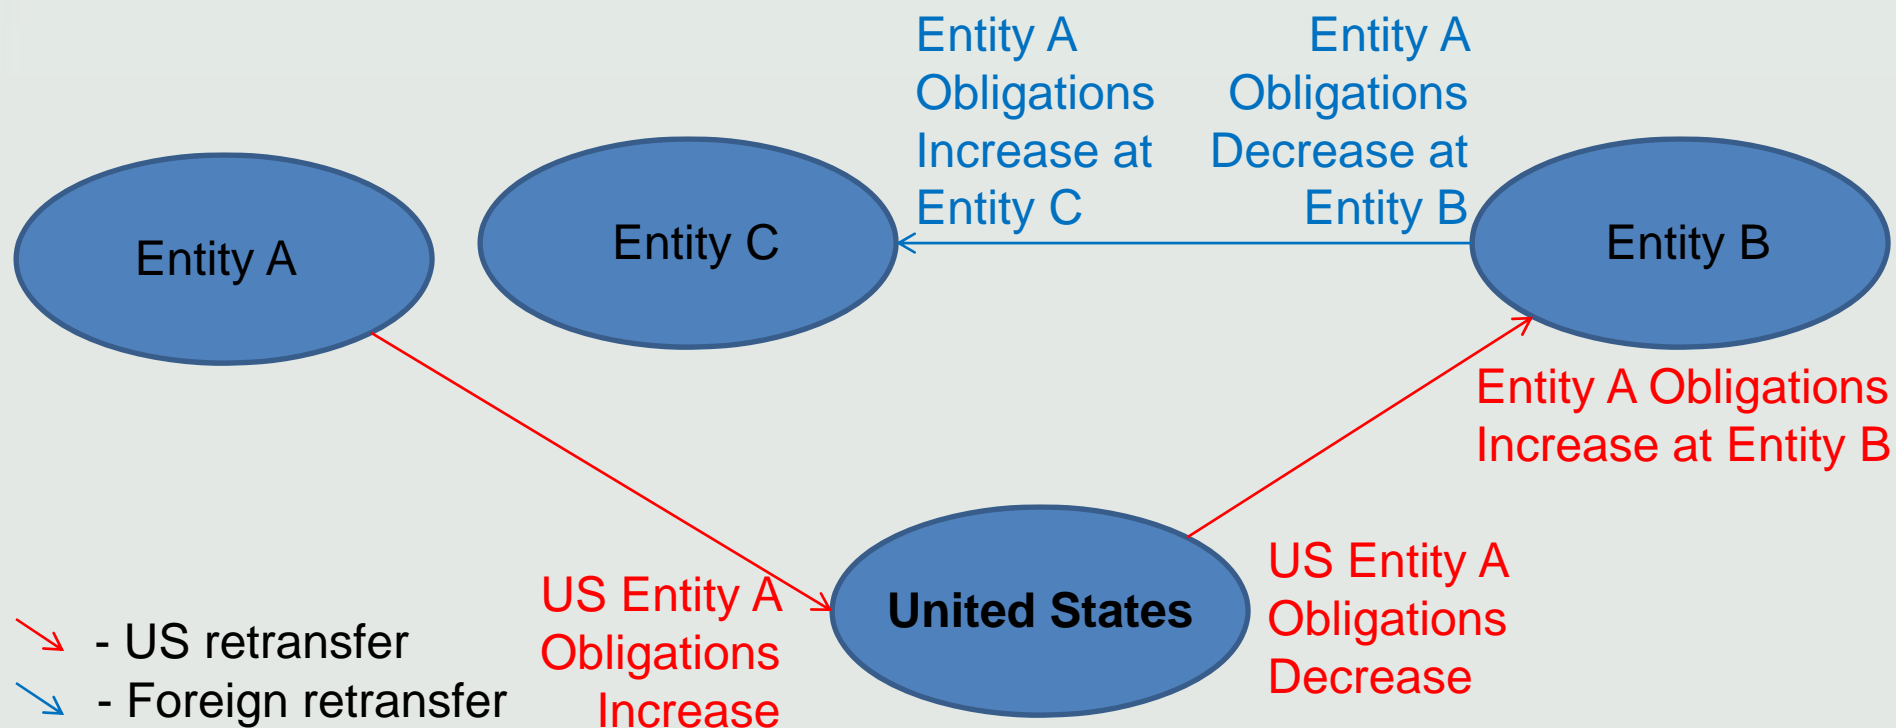 Entity A
Obligations
Increase at
Entity C
Entity A
Obligations
Decrease at
Entity B
Entity A
Entity C
Entity B
Entity A Obligations
Increase at Entity B
US Entity A
Obligations
Increase
United States
US Entity A
Obligations
Decrease
- US retransfer
- Foreign retransfer